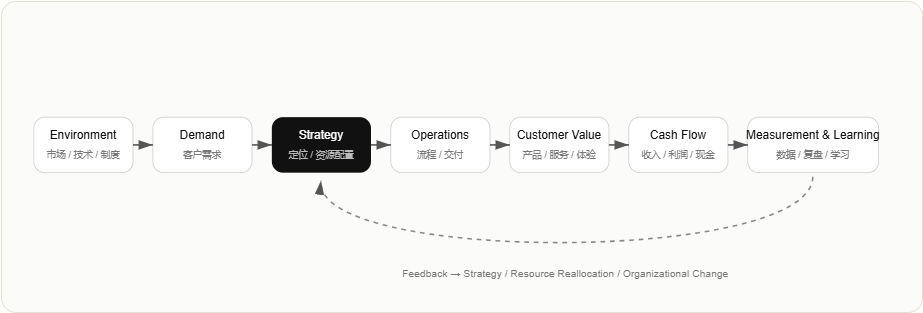 Environment
市场 / 技术 / 制度
Demand
客户需求
Strategy
定位 / 资源配置
Operations
流程 / 交付
Customer Value
产品 / 服务 / 体验
Cash Flow
收入 / 利润 / 现金
Measurement & Learning
数据 / 复盘 / 学习
Feedback → Strategy / Resource Reallocation / Organizational Change